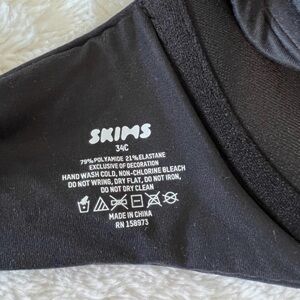 SKIMS
34C
79% POLYAMIDE 21% ELASTANE
EXCLUSIVE OF DECORATION
HAND WASH COLD, NON-CHLORINE BLEACH
DO NOT WRING, DRY FLAT, DO NOT IRON,
DO NOT DRY CLEAN
MADE IN CHINA
RN 158973